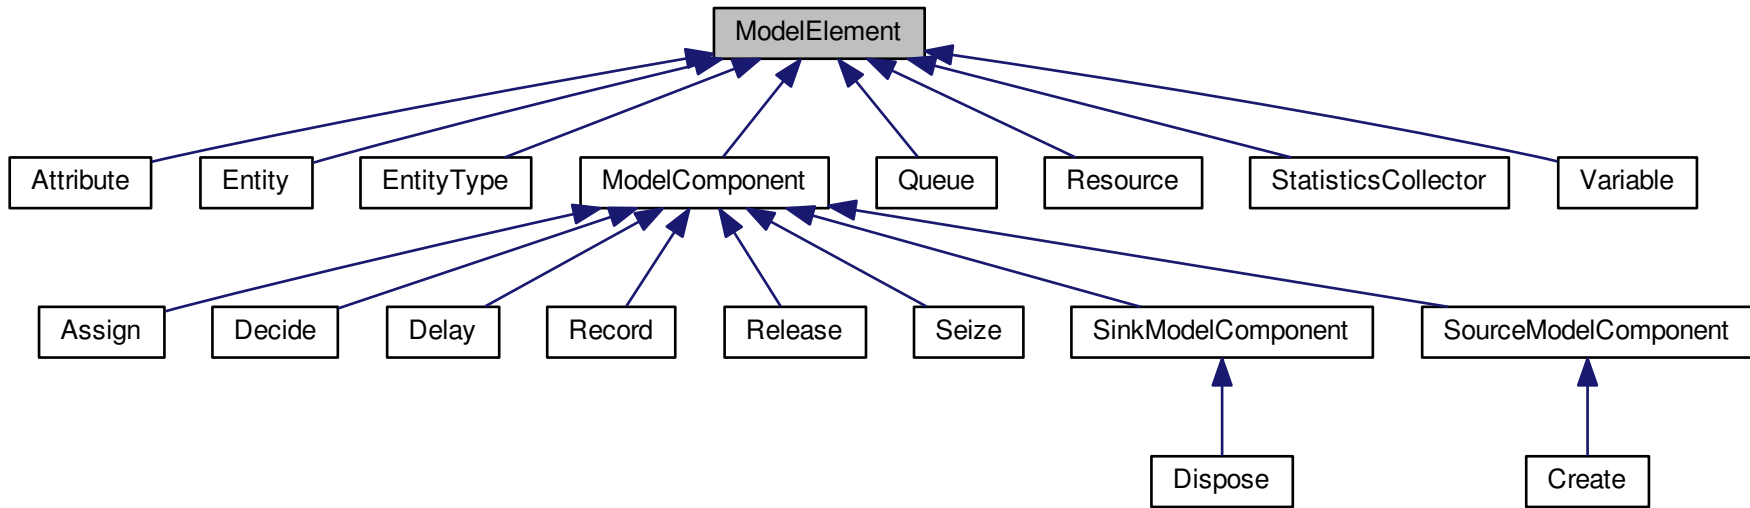 ModelElement
Attribute
Entity
EntityType
ModelComponent
Queue
Resource
StatisticsCollector
Variable
Assign
Decide
Delay
Record
Release
Seize
SinkModelComponent
SourceModelComponent
Dispose
Create